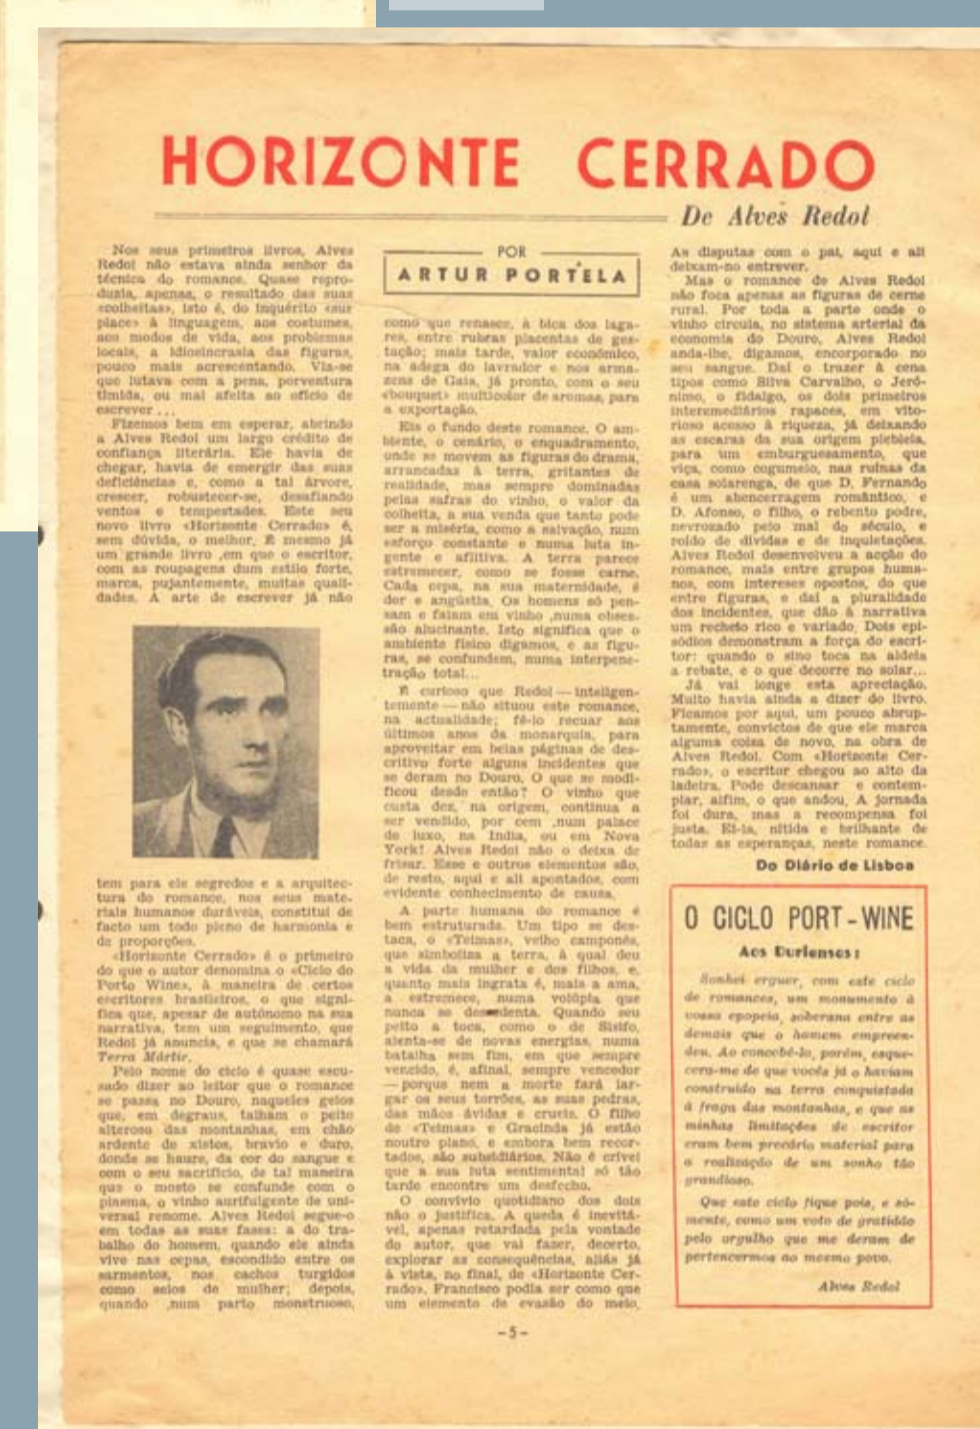 HORIZONTE CERRADO
De Alves Redol
Nos seus primeiros livros, Alves
Redol não estava ainda senhor da
técnica do romance. Quase repro-
duzia, apenas, o resultado das suas
«colheitas», isto é, do inquérito «sur
place» à linguagem, aos costumes,
aos modos de vida, aos problemas
locais, a idiosincrasia das figuras,
pouco mais acrescentando. Via-se
que lutava com a pena, porventura
tímida, ou mal afeita ao ofício de
escrever ...
Fizemos bem em esperar, abrindo
a Alves Redol um largo crédito de
confiança literária. Ele havia de
chegar, havia de emergir das suas
deficiências e, como a tal árvore,
crescer, robustecer-se, desafiando
ventos e tempestades. Este seu
novo livro «Horizonte Cerrado» é,
sem dúvida, o melhor. É mesmo já
um grande livro ,em que o escritor,
com as roupagens dum estilo forte,
marca, pujantemente, muitas quali-
dades. A arte de escrever já não
tem para ele segredos e a arquitec-
tura do romance, nos seus mate-
riais humanos duráveis, constitui de
facto um todo pleno de harmonia e
de proporções.
«Horizonte Cerrado» é o primeiro
do que o autor denomina o «Ciclo do
Porto Wine», à maneira de certos
escritores brasileiros, o que signi-
fica que, apesar de autónomo na sua
narrativa, tem um seguimento, que
Redol já anuncia, e que se chamará
Terra Mártir.
Pelo nome do ciclo é quase escu-
sado dizer ao leitor que o romance
se passa no Douro, naqueles geios
que, em degraus, talham o peito
alteroso das montanhas, em chão
ardente de xistos, bravio e duro,
donde se haure, da cor do sangue e
com o seu sacrifício, de tal maneira
que o mosto se confunde com o
plasma, o vinho aurifulgente de uni-
versal renome. Alves Redol segue-o
em todas as suas fases: a do tra-
balho do homem, quando ele ainda
vive nas cepas, escondido entre os
sarmentos, nos cachos turgidos
como seios de mulher; depois,
quando ,num parto monstruoso,
POR
ARTUR PORTELA
como que renasce, à bica dos laga-
res, entre rubras placentas de ges-
tação; mais tarde, valor económico,
na adega do lavrador e nos arma-
zens de Gaia, já pronto, com o seu
«bouquet» multicolor de aromas, para
a exportação.
Eis o fundo deste romance. O am-
biente, o cenário, o enquadramento,
onde se movem as figuras do drama,
arrancadas à terra, gritantes de
realidade, mas sempre dominadas
pelas safras do vinho, o valor da
colheita, a sua venda que tanto pode
ser a miséria, como a salvação, num
esforço constante e numa luta in-
gente e aflitiva. A terra parece
estremecer, como se fosse carne.
Cada cepa, na sua maternidade, é
dor e angústia. Os homens só pen-
sam e falam em vinho ,numa obses-
são alucinante. Isto significa que o
ambiente físico digamos, e as figu-
ras, se confundem, numa interpene-
tração total...
É curioso que Redol — inteligen-
temente — não situou este romance,
na actualidade; fê-lo recuar aos
últimos anos da monarquia, para
aproveitar em belas páginas de des-
critivo forte alguns incidentes que
se deram no Douro. O que se modi-
ficou desde então? O vinho que
custa dez, na origem, continua a
ser vendido, por cem ,num palace
de luxo, na India, ou em Nova
York! Alves Redol não o deixa de
frisar. Esse e outros elementos são,
de resto, aqui e ali apontados, com
evidente conhecimento de causa.
A parte humana do romance é
bem estruturada. Um tipo se des-
taca, o «Teimas», velho camponês,
que simboliza a terra, à qual deu
a vida da mulher e dos filhos, e,
quanto mais ingrata é, mais a ama,
a estremece, numa volúpia que
nunca se dessedenta. Quando seu
peito a toca, como o de Sísifo,
alenta-se de novas energias, numa
batalha sem fim, em que sempre
vencido, é, afinal, sempre vencedor
— porque nem a morte fará lar-
gar os seus torrões, as suas pedras,
das mãos ávidas e crueis. O filho
do «Teimas» e Gracinda já estão
noutro plano, e embora bem recor-
tados, são subsidiários. Não é crível
que a sua luta sentimental só tão
tarde encontre um desfecho.
O convívio quotidiano dos dois
não o justifica. A queda é inevitá-
vel, apenas retardada pela vontade
do autor, que vai fazer, decerto,
explorar as consequências, aliás já
à vista, no final, de «Horizonte Cer-
rado». Francisco podia ser como que
um elemento de evasão do meio.
As disputas com o pai, aqui e ali
deixam-no entrever.
Mas o romance de Alves Redol
não foca apenas as figuras de cerne
rural. Por toda a parte onde o
vinho circula, no sistema arterial da
economia do Douro, Alves Redol
anda-lhe, digamos, encorporado no
seu sangue. Daí o trazer à cena
tipos como Silva Carvalho, o Jeró-
nimo, o fidalgo, os dois primeiros
interemediários rapaces, em vito-
rioso acesso à riqueza, já deixando
as escaras da sua origem plebleia,
para um emburguesamento, que
viça, como cogumelo, nas ruínas da
casa solarenga, de que D. Fernando
é um abencerragem romântico, e
D. Afonso, o filho, o rebento podre,
nevrozado pelo mal do século, e
roído de dívidas e de inquietações.
Alves Redol desenvolveu a acção do
romance, mais entre grupos huma-
nos, com intereses opostos, do que
entre figuras, e daí a pluralidade
dos incidentes, que dão à narrativa
um recheio rico e variado. Dois epi-
sódios demonstram a força do escri-
tor: quando o sino toca na aldeia
a rebate, e o que decorre no solar...
Já vai longe esta apreciação.
Muito havia ainda a dizer do livro.
Ficamos por aqui, um pouco abrup-
tamente, convictos de que ele marca
alguma coisa de novo, na obra de
Alves Redol. Com «Horizonte Cer-
rado», o escritor chegou ao alto da
ladeira. Pode descansar e contem-
plar, alfim, o que andou. A jornada
foi dura, mas a recompensa foi
justa. Ei-la, nítida e brilhante de
todas as esperanças, neste romance.
Do Diário de Lisboa
O CICLO PORT-WINE
Aos Durienses:
Sonhei erguer, com este ciclo
de romances, um monumento à
vossa epopeia, soberana entre as
demais que o homem empreen-
deu. Ao concebê-lo, porém, esque-
cera-me de que vocês já o haviam
construído na terra conquistada
à fraga das montanhas, e que as
minhas limitações de escritor
eram bem precário material para
a realização de um sonho tão
grandioso.
Que este ciclo fique pois, e sò-
mente, como um voto de gratidão
pelo orgulho que me deram de
pertencermos ao mesmo povo.
Alves Redol
-5-